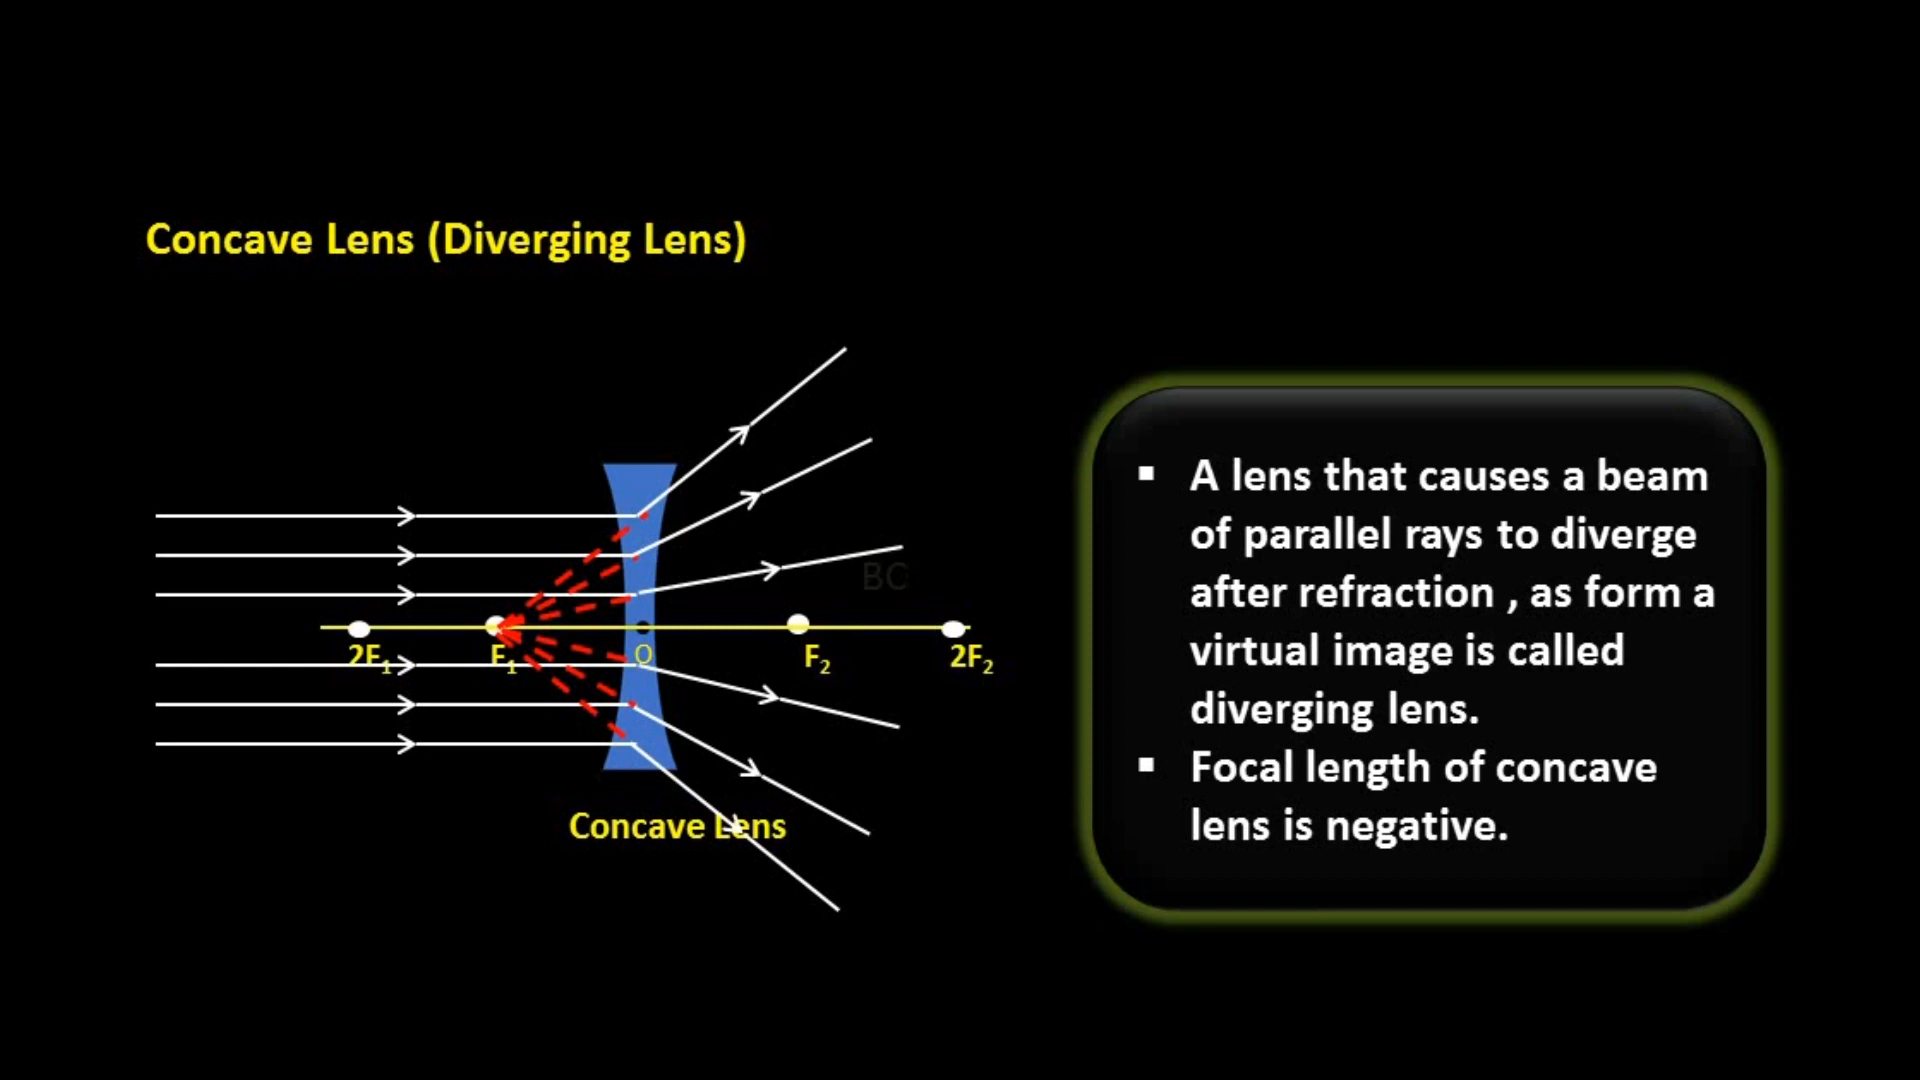 Concave Lens (Diverging Lens)
BC
2F₁ F₁ O F₂ 2F₂
Concave Lens
▪ A lens that causes a beam
of parallel rays to diverge
after refraction , as form a
virtual image is called
diverging lens.
▪ Focal length of concave
lens is negative.